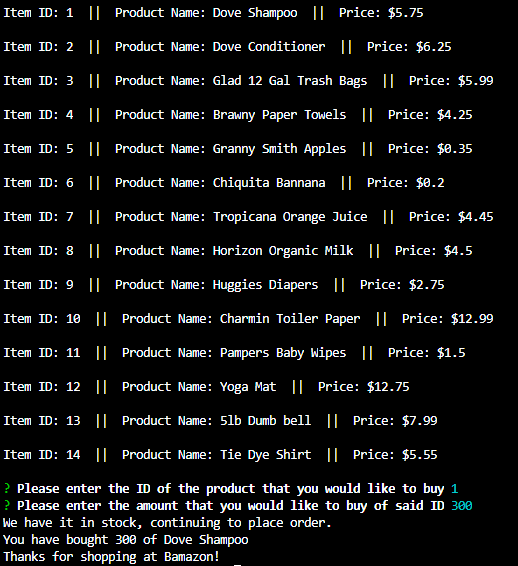 Item ID: 1 || Product Name: Dove Shampoo || Price: $5.75
Item ID: 2 || Product Name: Dove Conditioner || Price: $6.25
Item ID: 3 || Product Name: Glad 12 Gal Trash Bags || Price: $5.99
Item ID: 4 || Product Name: Brawny Paper Towels || Price: $4.25
Item ID: 5 || Product Name: Granny Smith Apples || Price: $0.35
Item ID: 6 || Product Name: Chiquita Bannana || Price: $0.2
Item ID: 7 || Product Name: Tropicana Orange Juice || Price: $4.45
Item ID: 8 || Product Name: Horizon Organic Milk || Price: $4.5
Item ID: 9 || Product Name: Huggies Diapers || Price: $2.75
Item ID: 10 || Product Name: Charmin Toiler Paper || Price: $12.99
Item ID: 11 || Product Name: Pampers Baby Wipes || Price: $1.5
Item ID: 12 || Product Name: Yoga Mat || Price: $12.75
Item ID: 13 || Product Name: 5lb Dumb bell || Price: $7.99
Item ID: 14 || Product Name: Tie Dye Shirt || Price: $5.55
? Please enter the ID of the product that you would like to buy 1
? Please enter the amount that you would like to buy of said ID 300
We have it in stock, continuing to place order.
You have bought 300 of Dove Shampoo
Thanks for shopping at Bamazon!